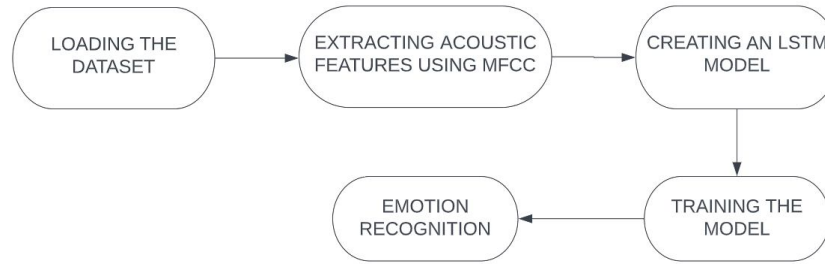 LOADING THE
DATASET
EXTRACTING ACOUSTIC
FEATURES USING MFCC
CREATING AN LSTM
MODEL
TRAINING THE
MODEL
EMOTION
RECOGNITION